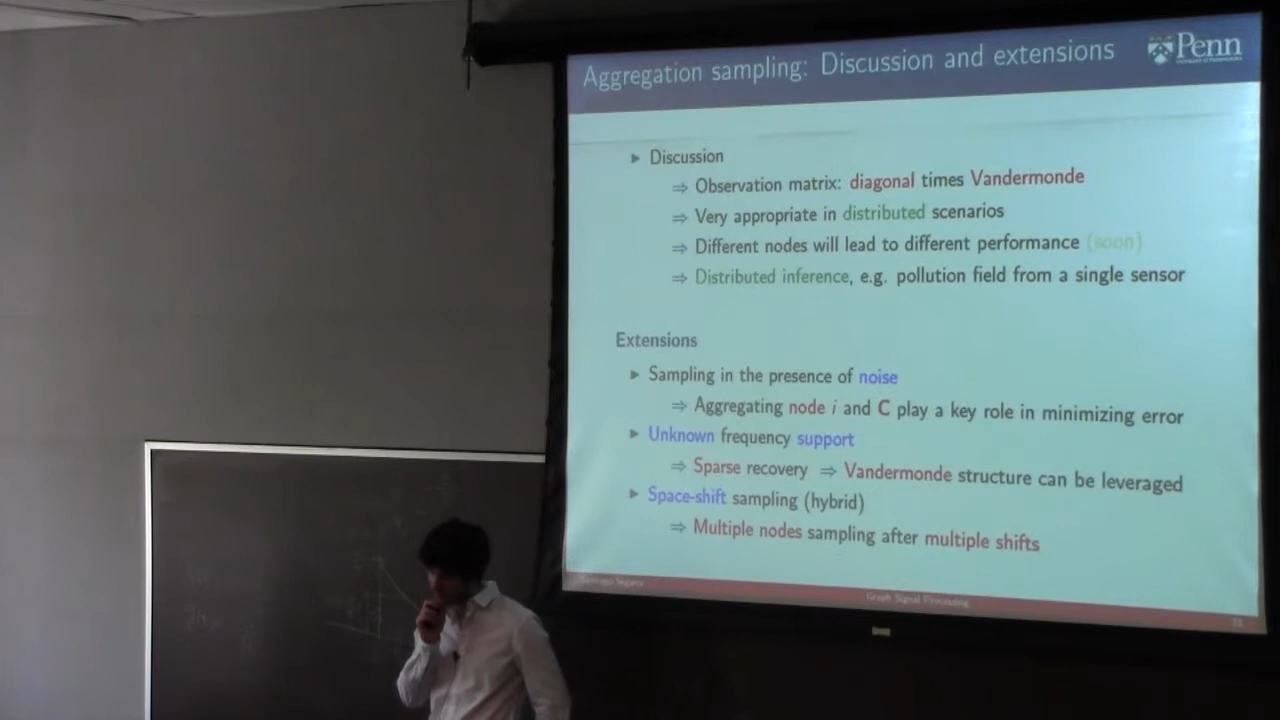 Aggregation sampling: Discussion and extensions
Penn
▶ Discussion
⇒ Observation matrix: diagonal times Vandermonde
⇒ Very appropriate in distributed scenarios
⇒ Different nodes will lead to different performance (soon)
⇒ Distributed inference, e.g. pollution field from a single sensor
Extensions
▶ Sampling in the presence of noise
⇒ Aggregating node i and C play a key role in minimizing error
▶ Unknown frequency support
⇒ Sparse recovery ⇒ Vandermonde structure can be leveraged
▶ Space-shift sampling (hybrid)
⇒ Multiple nodes sampling after multiple shifts
Graph Signal Processing